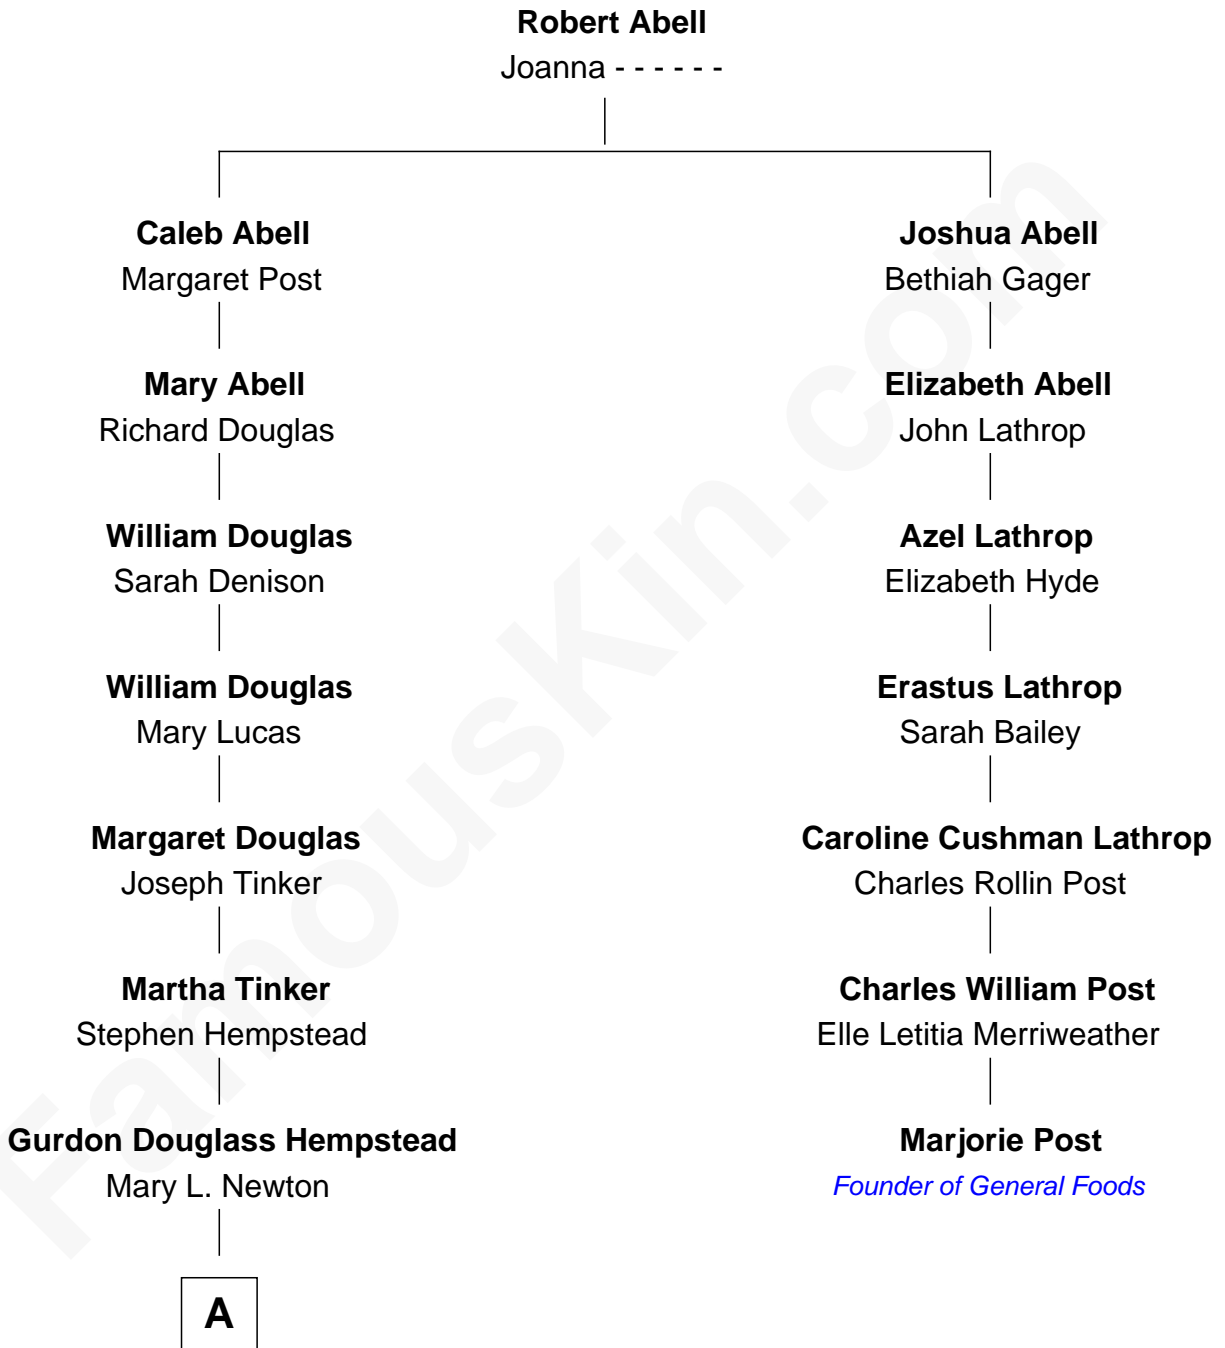 Robert Abell
Joanna - - - - - -
Caleb Abell
Margaret Post
Joshua Abell
Bethiah Gager
Mary Abell
Richard Douglas
Elizabeth Abell
John Lathrop
William Douglas
Sarah Denison
Azel Lathrop
Elizabeth Hyde
William Douglas
Mary Lucas
Erastus Lathrop
Sarah Bailey
Margaret Douglas
Joseph Tinker
Caroline Cushman Lathrop
Charles Rollin Post
Martha Tinker
Stephen Hempstead
Charles William Post
Elle Letitia Merriweather
Gurdon Douglass Hempstead
Mary L. Newton
Marjorie Post
Founder of General Foods
A
FamousKin.com